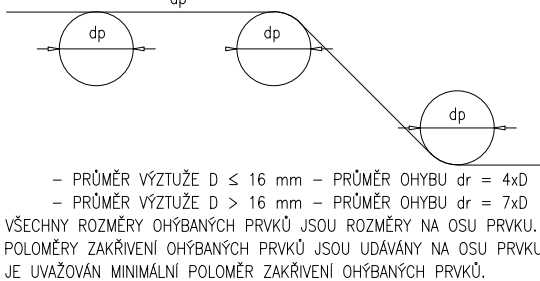 dp
dp
dp
dp
– PRŮMĚR VÝZTUŽE D ≤ 16 mm – PRŮMĚR OHYBU dr = 4xD
– PRŮMĚR VÝZTUŽE D > 16 mm – PRŮMĚR OHYBU dr = 7xD
VŠECHNY ROZMĚRY OHÝBANÝCH PRVKŮ JSOU ROZMĚRY NA OSU PRVKU.
POLOMĚRY ZAKŘIVENÍ OHÝBANÝCH PRVKŮ JSOU UDÁVÁNY NA OSU PRVKU
JE UVAŽOVÁN MINIMÁLNÍ POLOMĚR ZAKŘIVENÍ OHÝBANÝCH PRVKŮ.